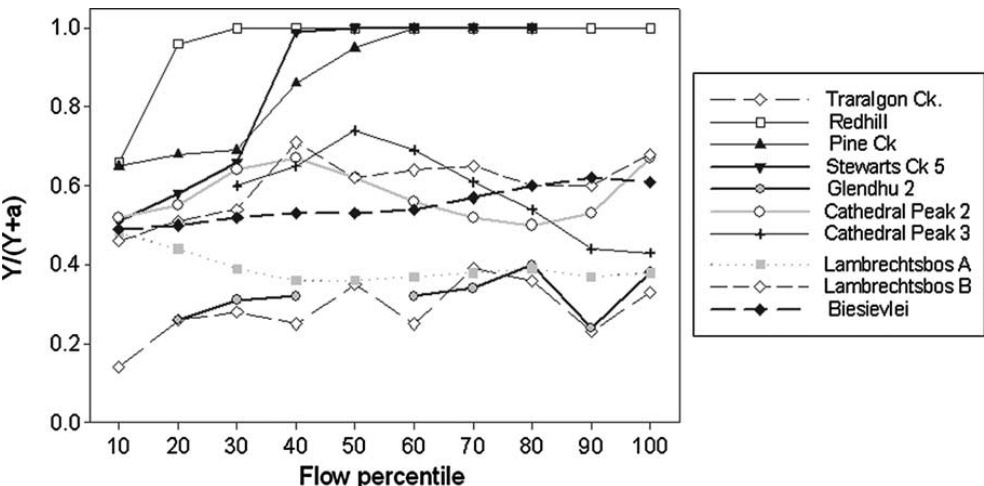 Y/(Y+a)
1.0
0.8
0.6
0.4
0.2
0.0
10 20 30 40 50 60 70 80 90 100
Flow percentile
Traralgon Ck.
Redhill
Pine Ck
Stewarts Ck 5
Glendhu 2
Cathedral Peak 2
Cathedral Peak 3
Lambrechtsbos A
Lambrechtsbos B
Biesievlei